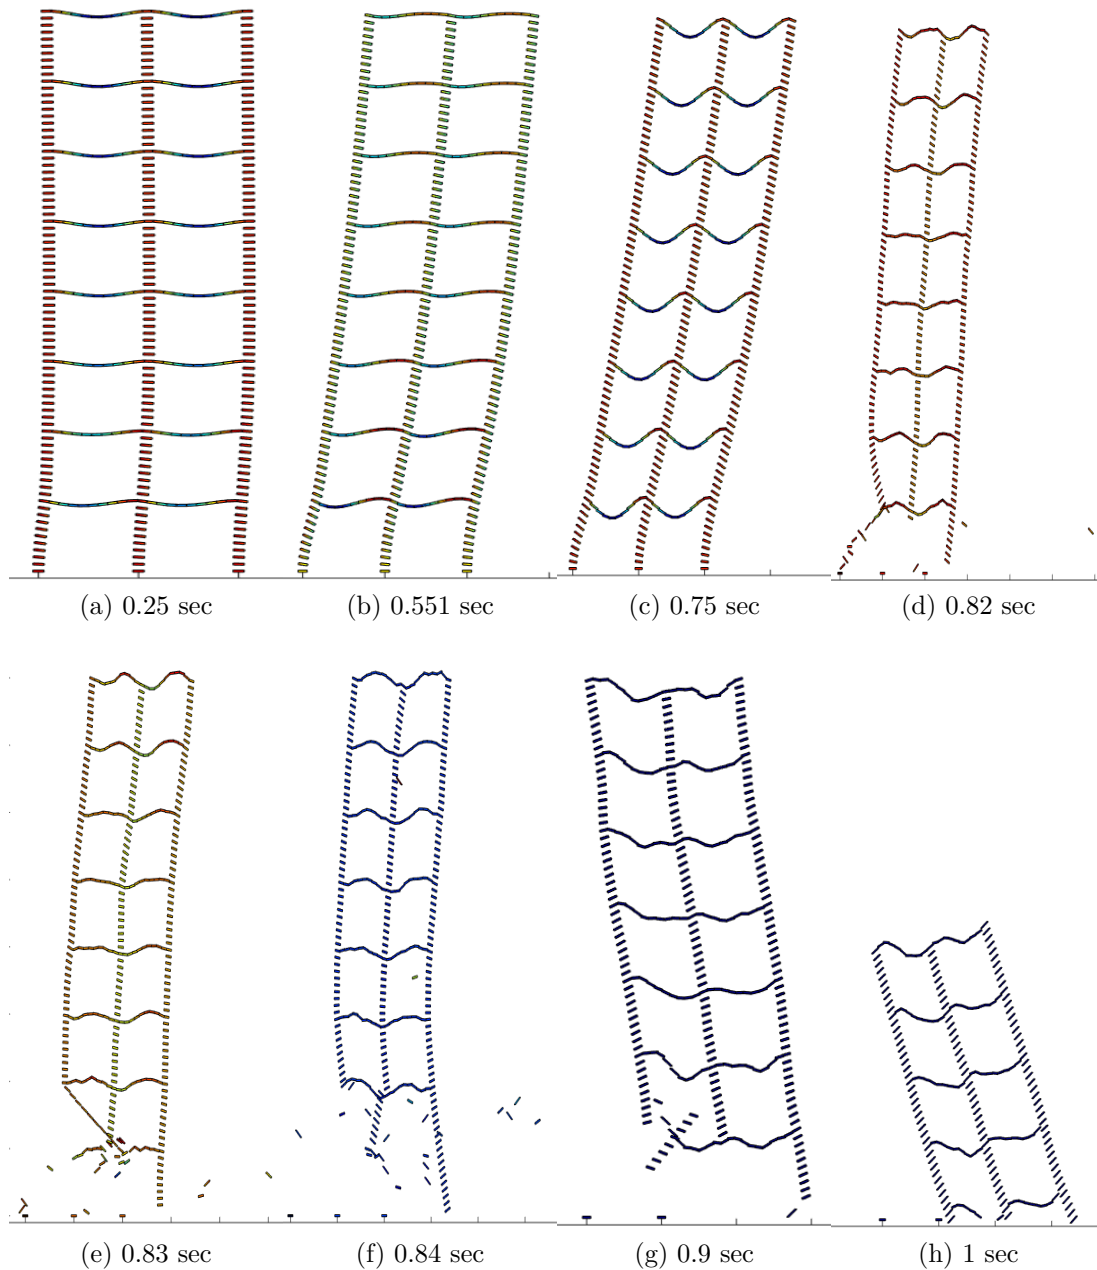 (a) 0.25 sec
(b) 0.551 sec
(c) 0.75 sec
(d) 0.82 sec
(e) 0.83 sec
(f) 0.84 sec
(g) 0.9 sec
(h) 1 sec